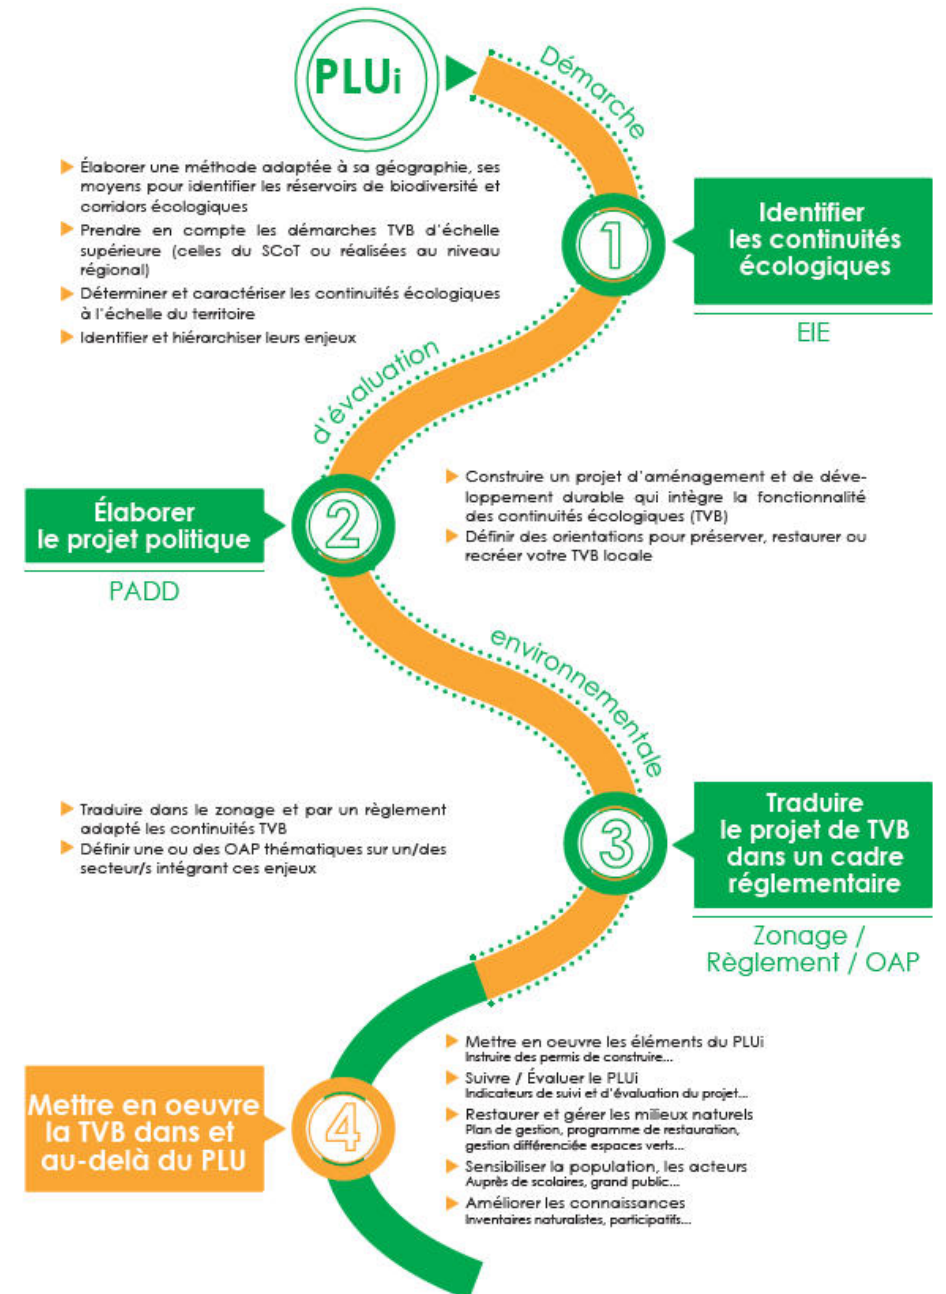 PLUi
Démarche
▶ Élaborer une méthode adaptée à sa géographie, ses
moyens pour identifier les réservoirs de biodiversité et
corridors écologiques
▶ Prendre en compte les démarches TVB d'échelle
supérieure (celles du SCoT ou réalisées au niveau
régional)
▶ Déterminer et caractériser les continuités écologiques
à l'échelle du territoire
▶ Identifier et hiérarchiser leurs enjeux
1
Identifier
les continuités
écologiques
EIE
d'évaluation
Élaborer
le projet politique
PADD
2
▶ Construire un projet d'aménagement et de déve-
loppement durable qui intègre la fonctionnalité
des continuités écologiques (TVB)
▶ Définir des orientations pour préserver, restaurer ou
recréer votre TVB locale
environnementale
▶ Traduire dans le zonage et par un règlement
adapté les continuités TVB
▶ Définir une ou des OAP thématiques sur un/des
secteur/s intégrant ces enjeux
3
Traduire
le projet de TVB
dans un cadre
réglementaire
Zonage /
Règlement / OAP
Mettre en oeuvre
la TVB dans et
au-delà du PLU
4
▶ Mettre en oeuvre les éléments du PLUi
Instruire des permis de construire...
▶ Suivre / Évaluer le PLUi
Indicateurs de suivi et d'évaluation du projet...
▶ Restaurer et gérer les milieux naturels
Plan de gestion, programme de restauration,
gestion différenciée espaces verts...
▶ Sensibiliser la population, les acteurs
Auprès de scolaires, grand public...
▶ Améliorer les connaissances
Inventaires naturalistes, participatifs...